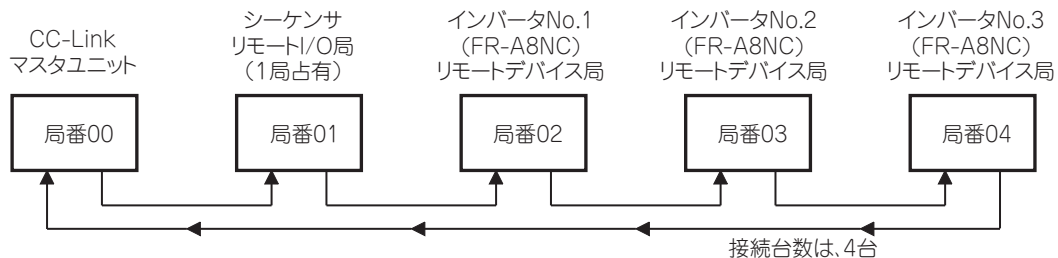 CC-Link
マスタユニット
シーケンサ
リモートI/O局
（1局占有）
インバータNo.1
(FR-A8NC)
リモートデバイス局
インバータNo.2
(FR-A8NC)
リモートデバイス局
インバータNo.3
(FR-A8NC)
リモートデバイス局
局番00
局番01
局番02
局番03
局番04
接続台数は、4台